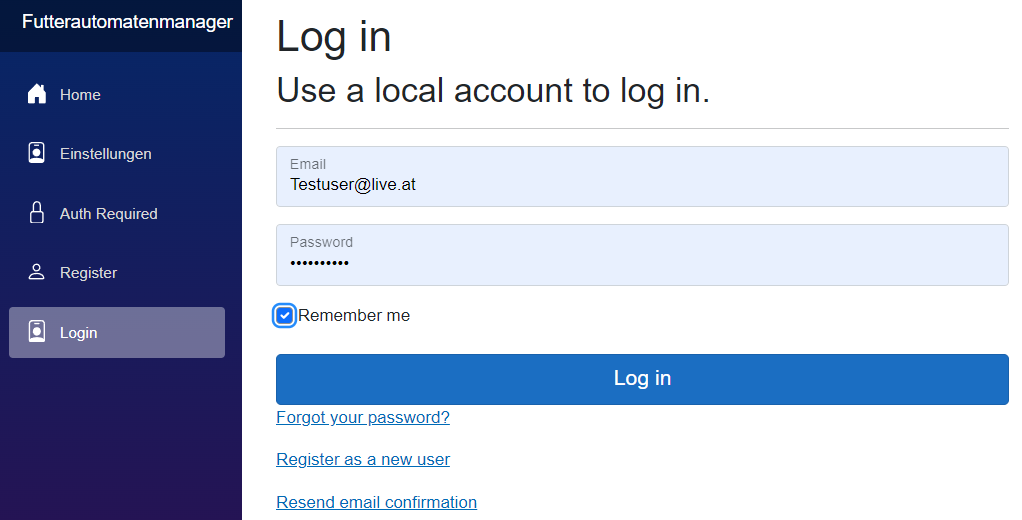 Futterautomatenmanager
Home
Einstellungen
Auth Required
Register
Login
Log in
Use a local account to log in.
Email
Testuser@live.at
Password
••••••••••
Remember me
Log in
Forgot your password?
Register as a new user
Resend email confirmation